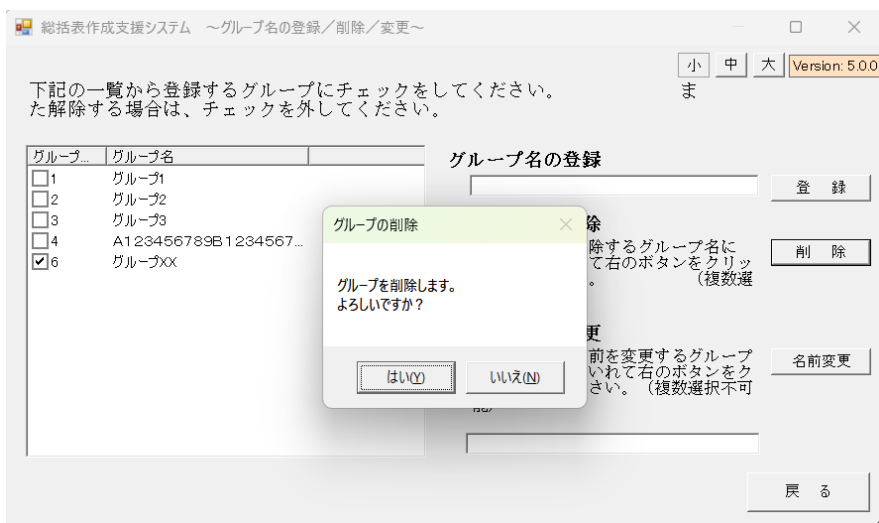 総括表作成支援システム ～グループ名の登録／削除／変更～
小 中 大 Version: 5.0.0
下記の一覧から登録するグループにチェックをしてください。 ま
た解除する場合は、チェックを外してください。
グループ... グループ名
1 グループ1
2 グループ2
3 グループ3
4 A123456789B1234567...
6 グループXX
グループ名の登録
登 録
除
除するグループ名に
て右のボタンをクリッ
。 （複数選
削 除
更
前を変更するグループ
いれて右のボタンをク
さい。（複数選択不可
能）
名前変更
グループの削除
グループを削除します。
よろしいですか？
はい(Y) いいえ(N)
戻 る